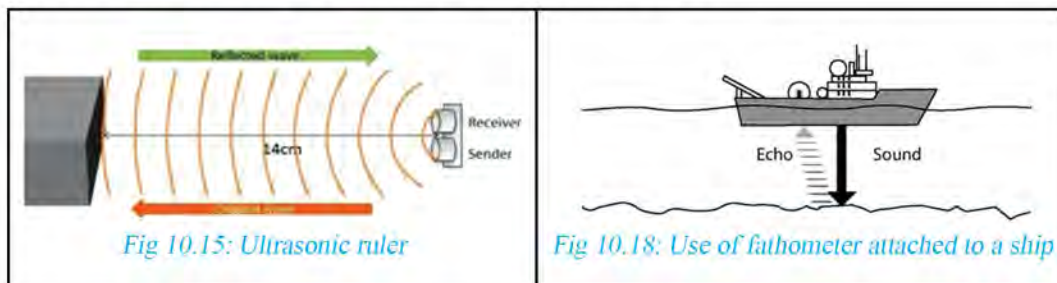 Reflected wave
14cm
Receiver
Sender
Fig 10.15: Ultrasonic ruler
Echo
Sound
Fig 10.18: Use of fathometer attached to a ship